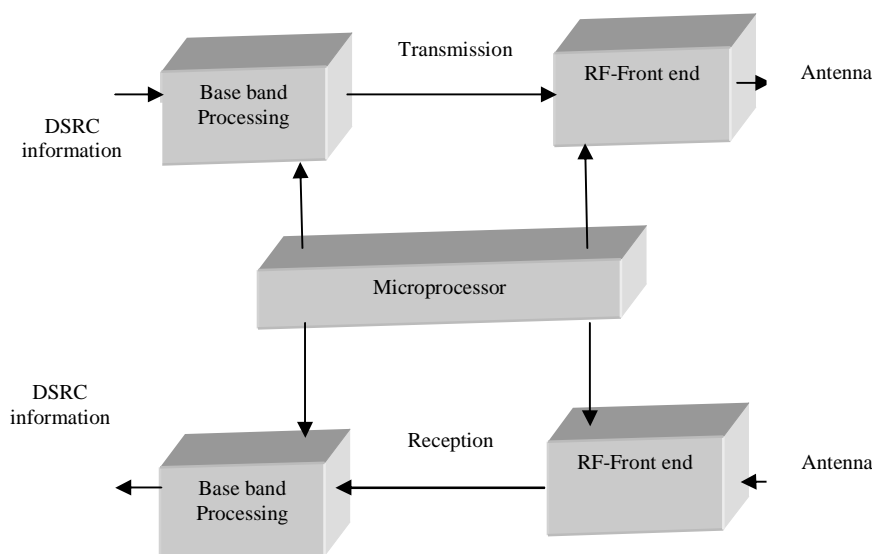 Transmission
Base band
Processing
RF-Front end
Antenna
DSRC
information
Microprocessor
DSRC
information
Reception
Base band
Processing
RF-Front end
Antenna